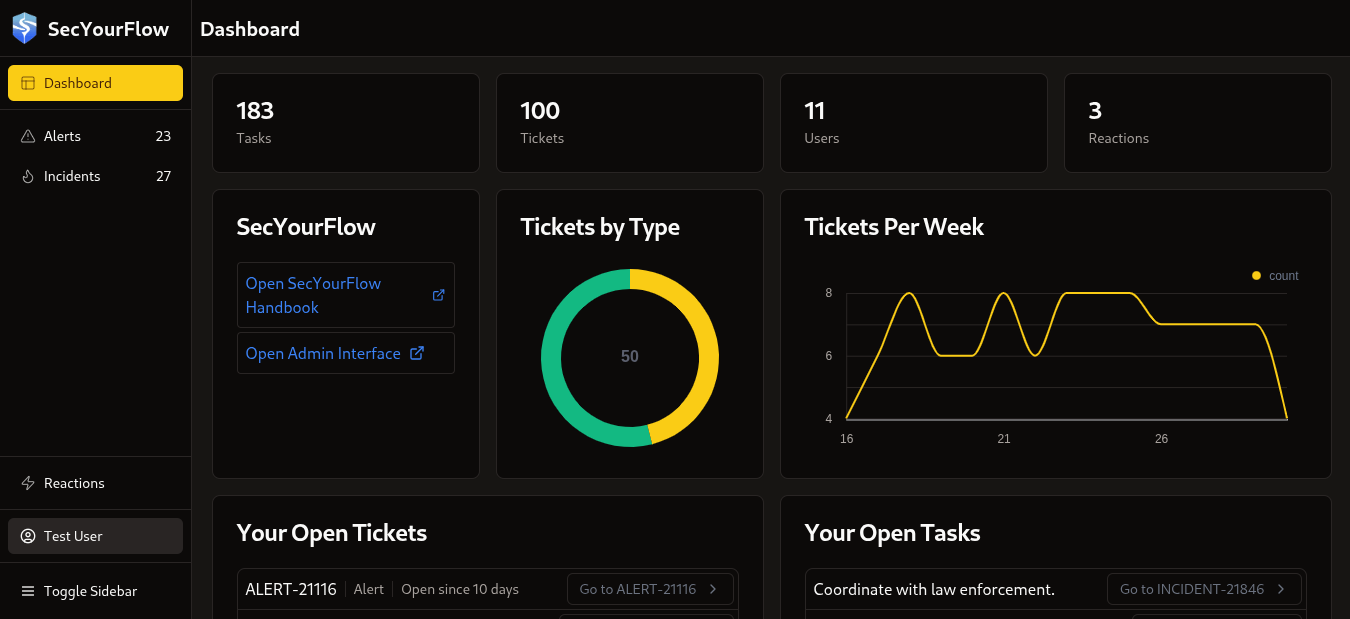 SecYourFlow
Dashboard
Dashboard
Alerts 23
Incidents 27
Reactions
Test User
Toggle Sidebar
183
Tasks
100
Tickets
11
Users
3
Reactions
SecYourFlow
Open SecYourFlow
Handbook
Open Admin Interface
Tickets by Type
50
Tickets Per Week
count
8
6
4
16 21 26
Your Open Tickets
ALERT-21116 Alert Open since 10 days Go to ALERT-21116
Your Open Tasks
Coordinate with law enforcement. Go to INCIDENT-21846